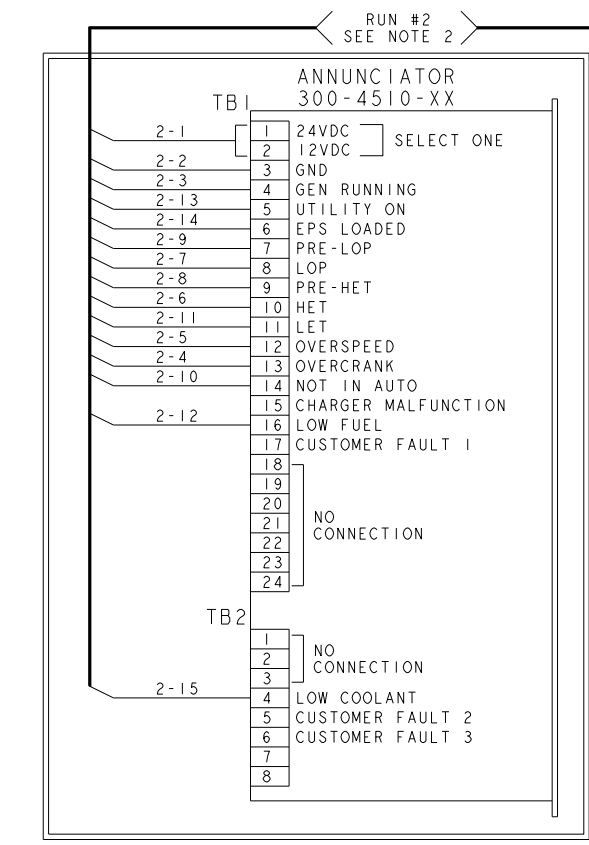 RUN #2
SEE NOTE 2
ANNUNCIATOR
300-4510-XX
TB1
2-1 1 24VDC SELECT ONE
2 12VDC
2-2 3 GND
2-3 4 GEN RUNNING
2-13 5 UTILITY ON
2-14 6 EPS LOADED
2-9 7 PRE-LOP
2-7 8 LOP
2-8 9 PRE-HET
2-6 10 HET
2-11 11 LET
2-5 12 OVERSPEED
2-4 13 OVERCRANK
2-10 14 NOT IN AUTO
15 CHARGER MALFUNCTION
2-12 16 LOW FUEL
17 CUSTOMER FAULT 1
18
19
20
21 NO
22 CONNECTION
23
24
TB2
1
2 NO
3 CONNECTION
2-15 4 LOW COOLANT
5 CUSTOMER FAULT 2
6 CUSTOMER FAULT 3
7
8